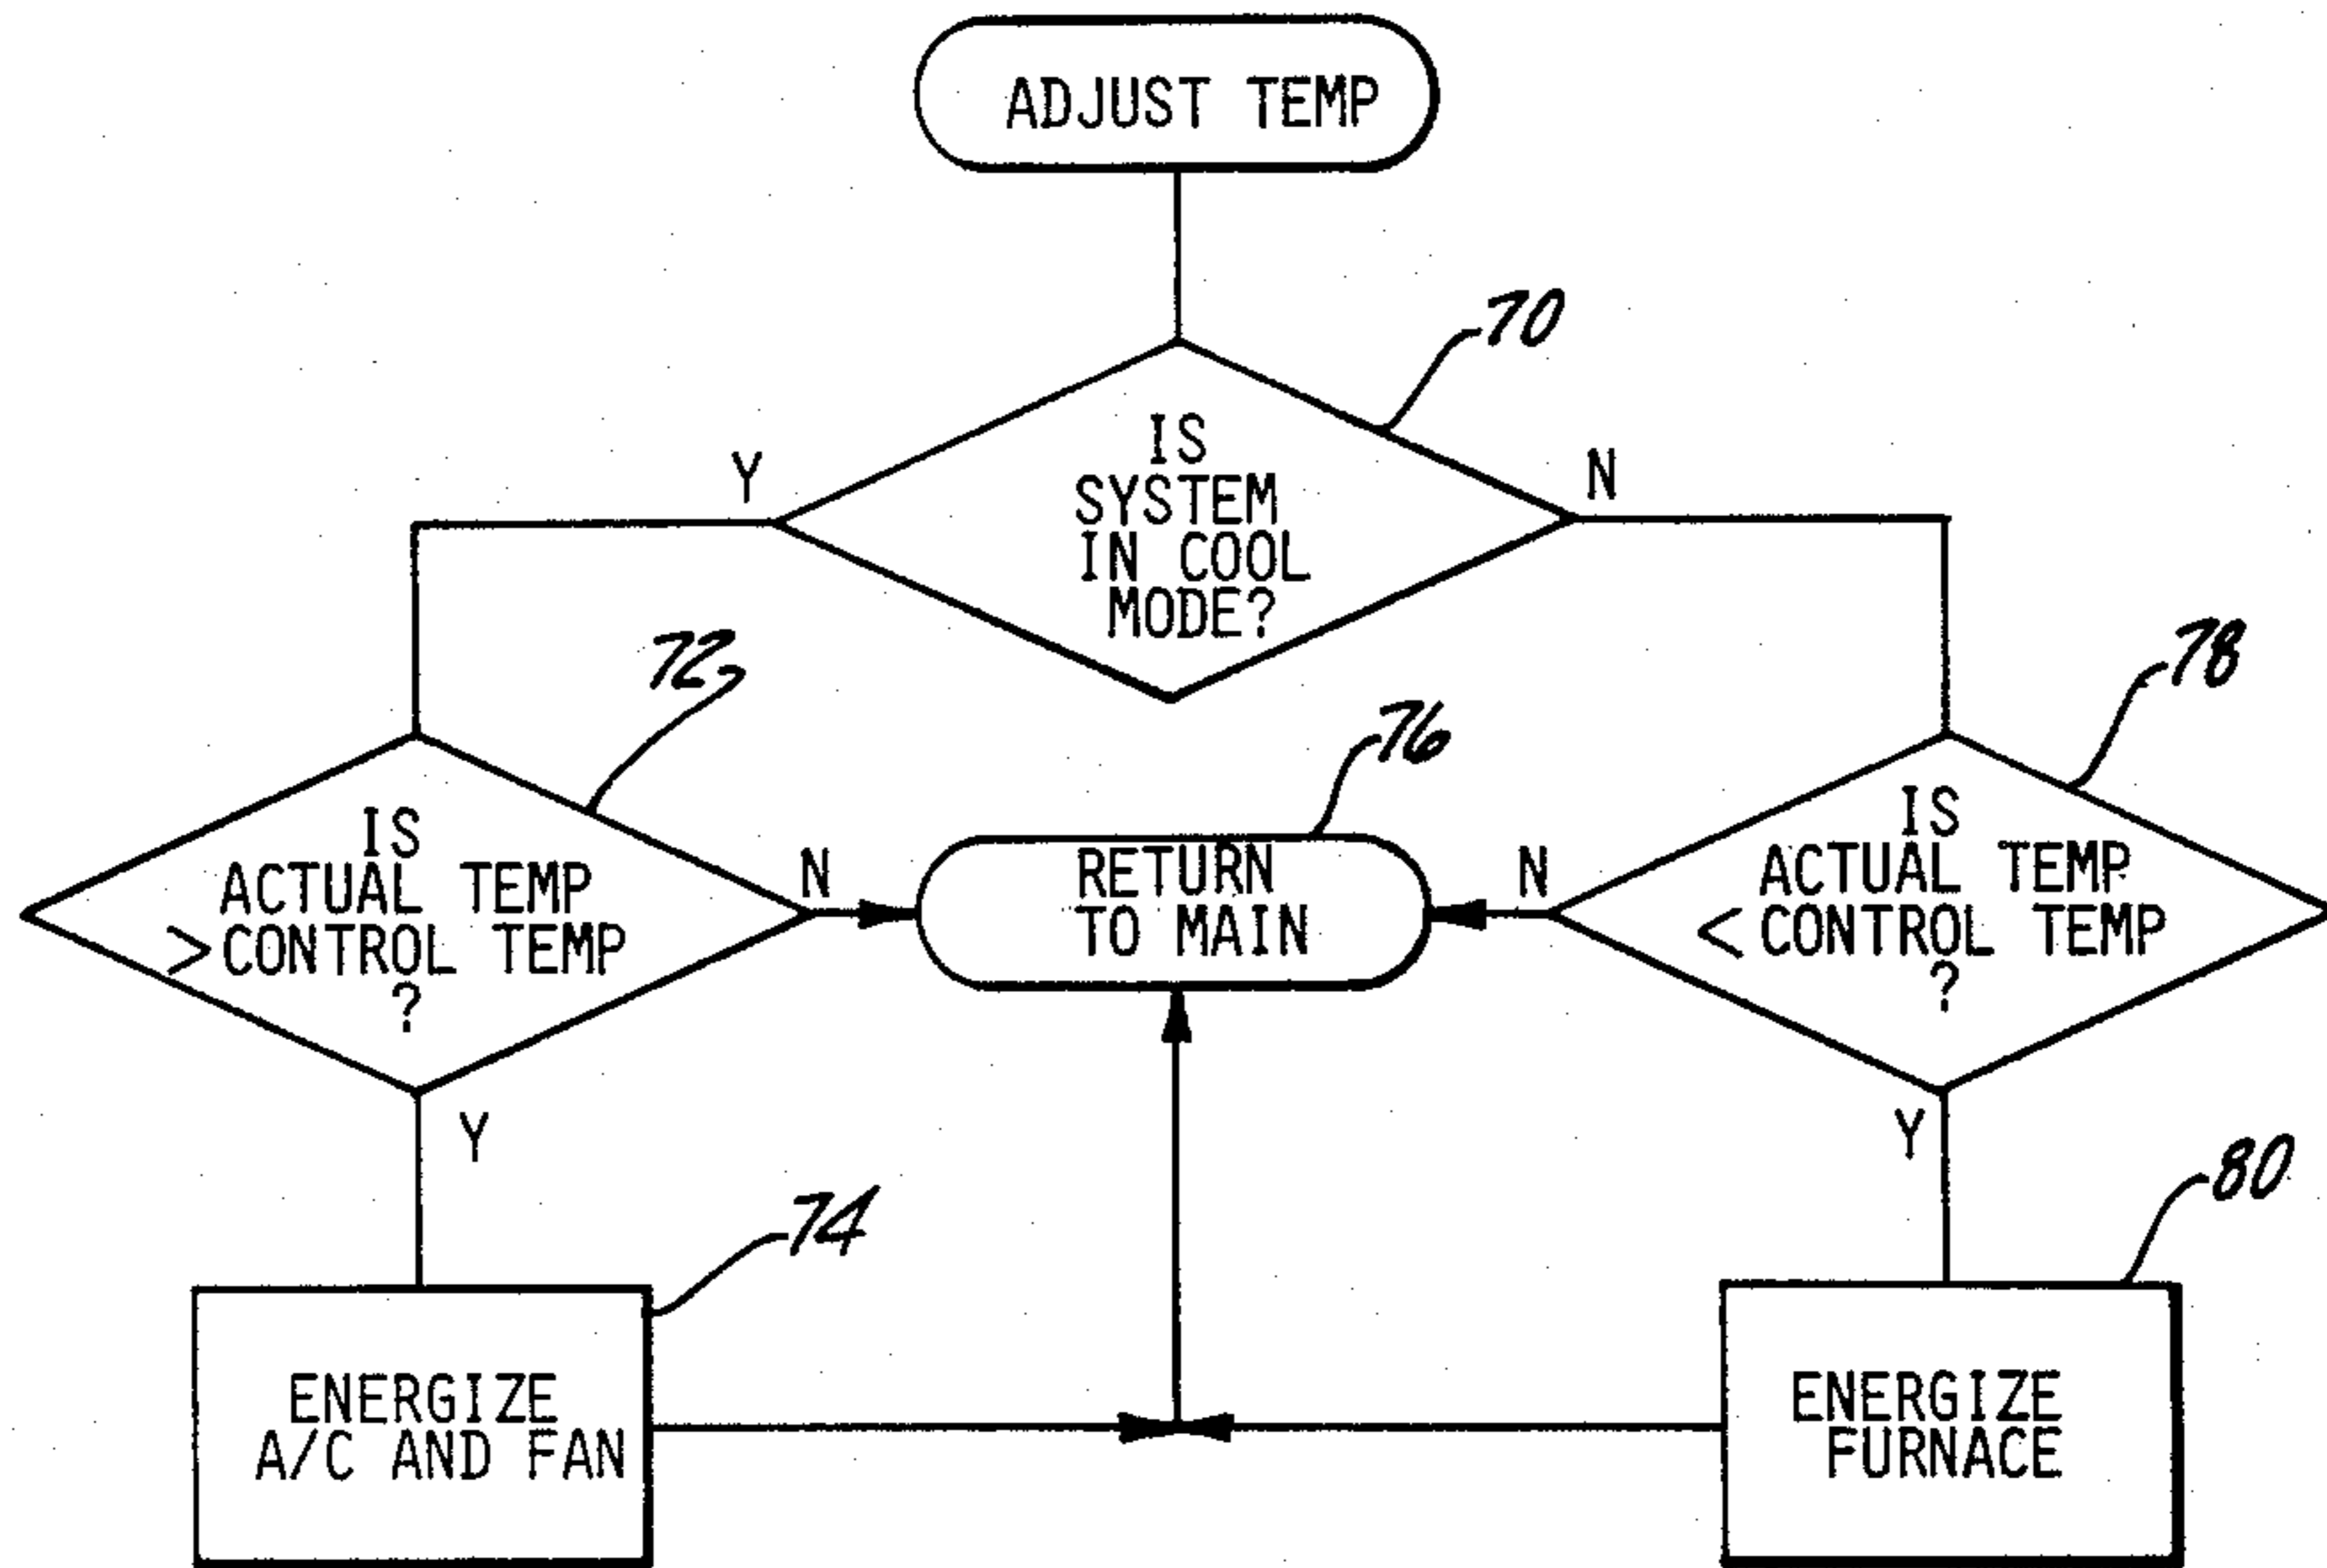 ADJUST TEMP
70
IS
SYSTEM
IN COOL
MODE?
Y
N
72
IS
ACTUAL TEMP
>CONTROL TEMP
?
N
Y
76
RETURN
TO MAIN
78
IS
ACTUAL TEMP
< CONTROL TEMP
?
N
Y
74
ENERGIZE
A/C AND FAN
80
ENERGIZE
FURNACE